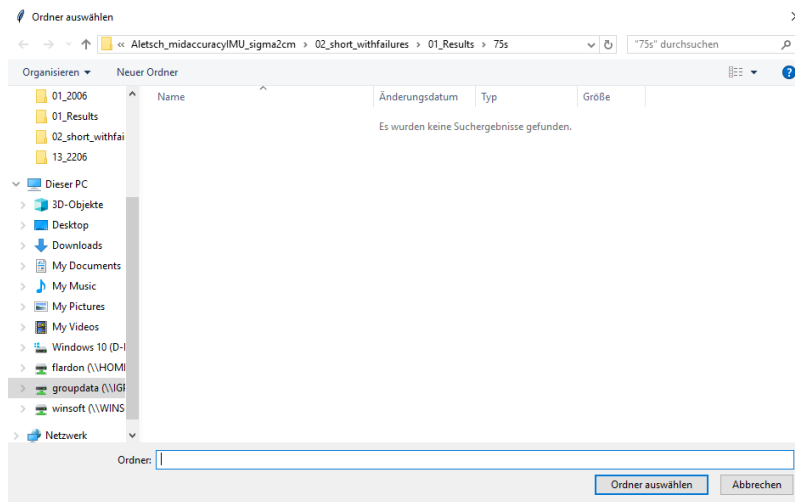 Ordner auswählen
« Aletsch_midaccuracyIMU_sigma2cm › 02_short_withfailures › 01_Results › 75s
"75s" durchsuchen
Organisieren Neuer Ordner
Name Änderungsdatum Typ Größe
Es wurden keine Suchergebnisse gefunden.
01_2006
01_Results
02_short_withfai
13_2206
Dieser PC
3D-Objekte
Desktop
Downloads
My Documents
My Music
My Pictures
My Videos
Windows 10 (D-
flardon (\\HOMI
groupdata (\\IGF
winsoft (\\WINS
Netzwerk
Ordner:
Ordner auswählen Abbrechen